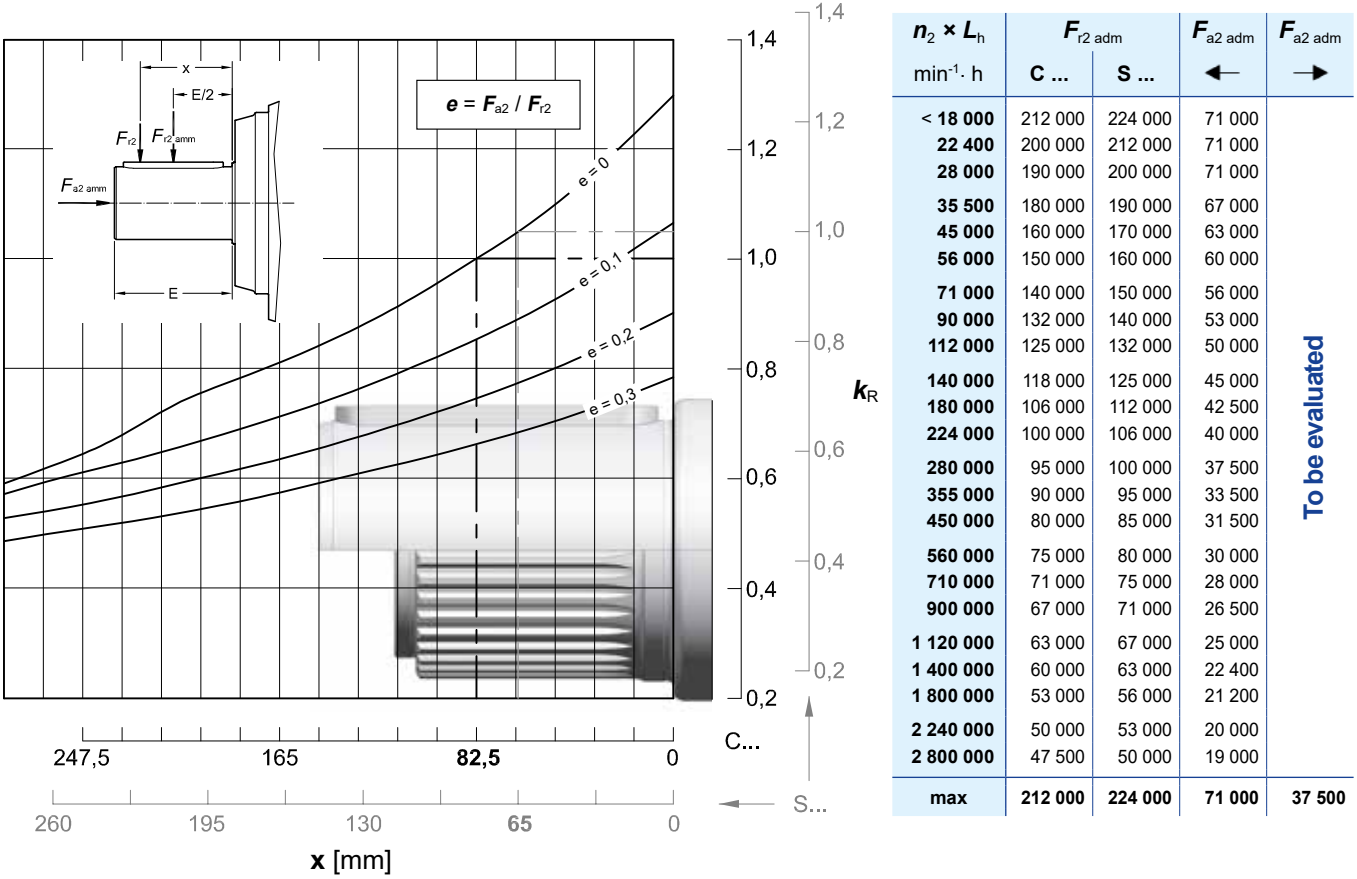 x
E/2
Fr2 Fr2 amm
Fa2 amm
E
e = Fa2 / Fr2
e = 0
e = 0,1
e = 0,2
e = 0,3
1,4
1,2
1,0
0,8
0,6
0,4
0,2
1,4
1,2
1,0
0,8
0,6
0,4
0,2
kR
247,5 165 82,5 0 C...
260 195 130 65 0 S...
x [mm]
n2 × Lh Fr2 adm Fa2 adm Fa2 adm
min-1· h C ... S ... ← →
< 18 000 212 000 224 000 71 000
22 400 200 000 212 000 71 000
28 000 190 000 200 000 71 000
35 500 180 000 190 000 67 000
45 000 160 000 170 000 63 000
56 000 150 000 160 000 60 000
71 000 140 000 150 000 56 000
90 000 132 000 140 000 53 000
112 000 125 000 132 000 50 000
140 000 118 000 125 000 45 000
180 000 106 000 112 000 42 500
224 000 100 000 106 000 40 000
280 000 95 000 100 000 37 500
355 000 90 000 95 000 33 500
450 000 80 000 85 000 31 500
560 000 75 000 80 000 30 000
710 000 71 000 75 000 28 000
900 000 67 000 71 000 26 500
1 120 000 63 000 67 000 25 000
1 400 000 60 000 63 000 22 400
1 800 000 53 000 56 000 21 200
2 240 000 50 000 53 000 20 000
2 800 000 47 500 50 000 19 000
To be evaluated
max 212 000 224 000 71 000 37 500